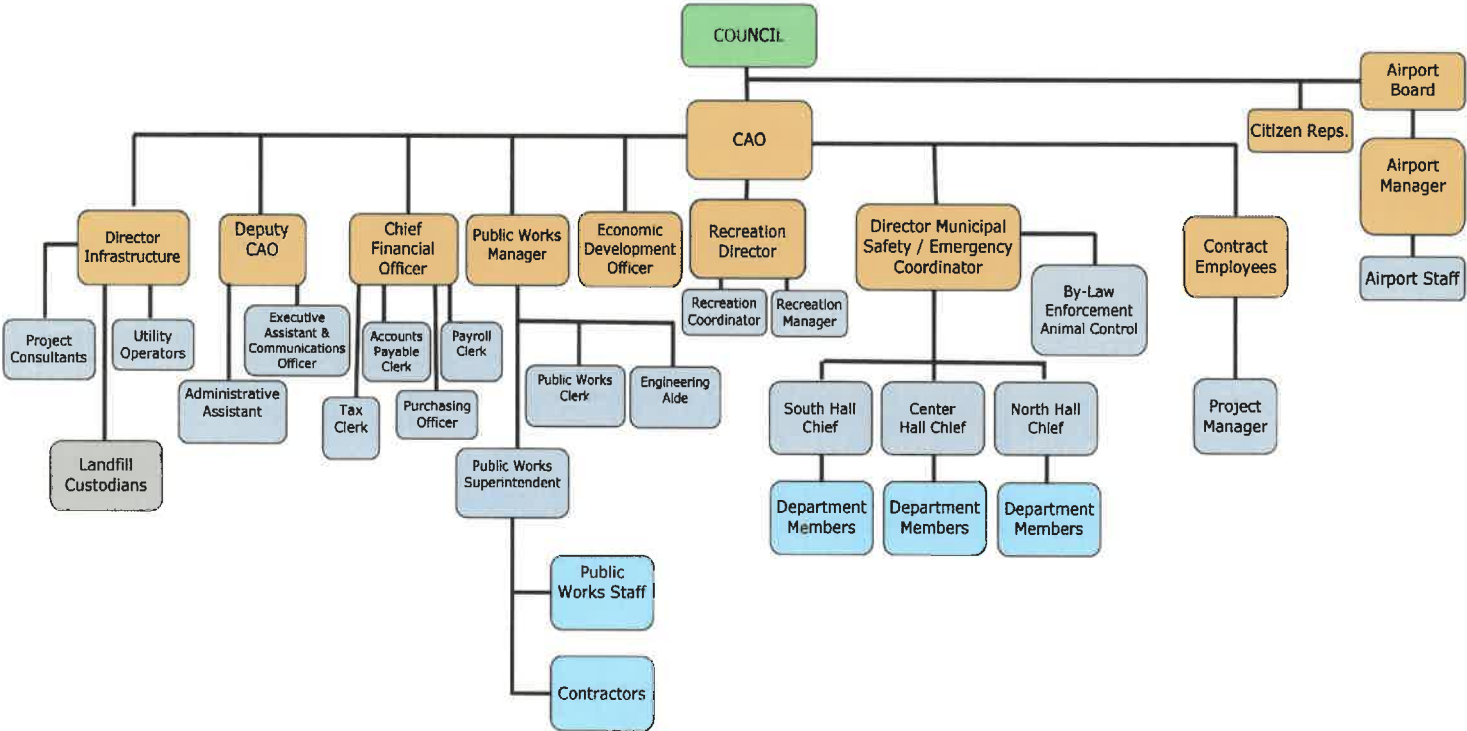 COUNCIL
Airport
Board
Citizen Reps.
CAO
Airport
Manager
Airport Staff
Director
Infrastructure
Deputy
CAO
Chief
Financial
Officer
Public Works
Manager
Economic
Development
Officer
Recreation
Director
Director Municipal
Safety / Emergency
Coordinator
Contract
Employees
Project
Consultants
Utility
Operators
Executive
Assistant &
Communications
Officer
Administrative
Assistant
Accounts
Payable
Clerk
Payroll
Clerk
Tax
Clerk
Purchasing
Officer
Recreation
Coordinator
Recreation
Manager
By-Law
Enforcement
Animal Control
Public Works
Clerk
Engineering
Aide
South Hall
Chief
Center
Hall Chief
North Hall
Chief
Project
Manager
Landfill
Custodians
Public Works
Superintendent
Department
Members
Department
Members
Department
Members
Public
Works Staff
Contractors